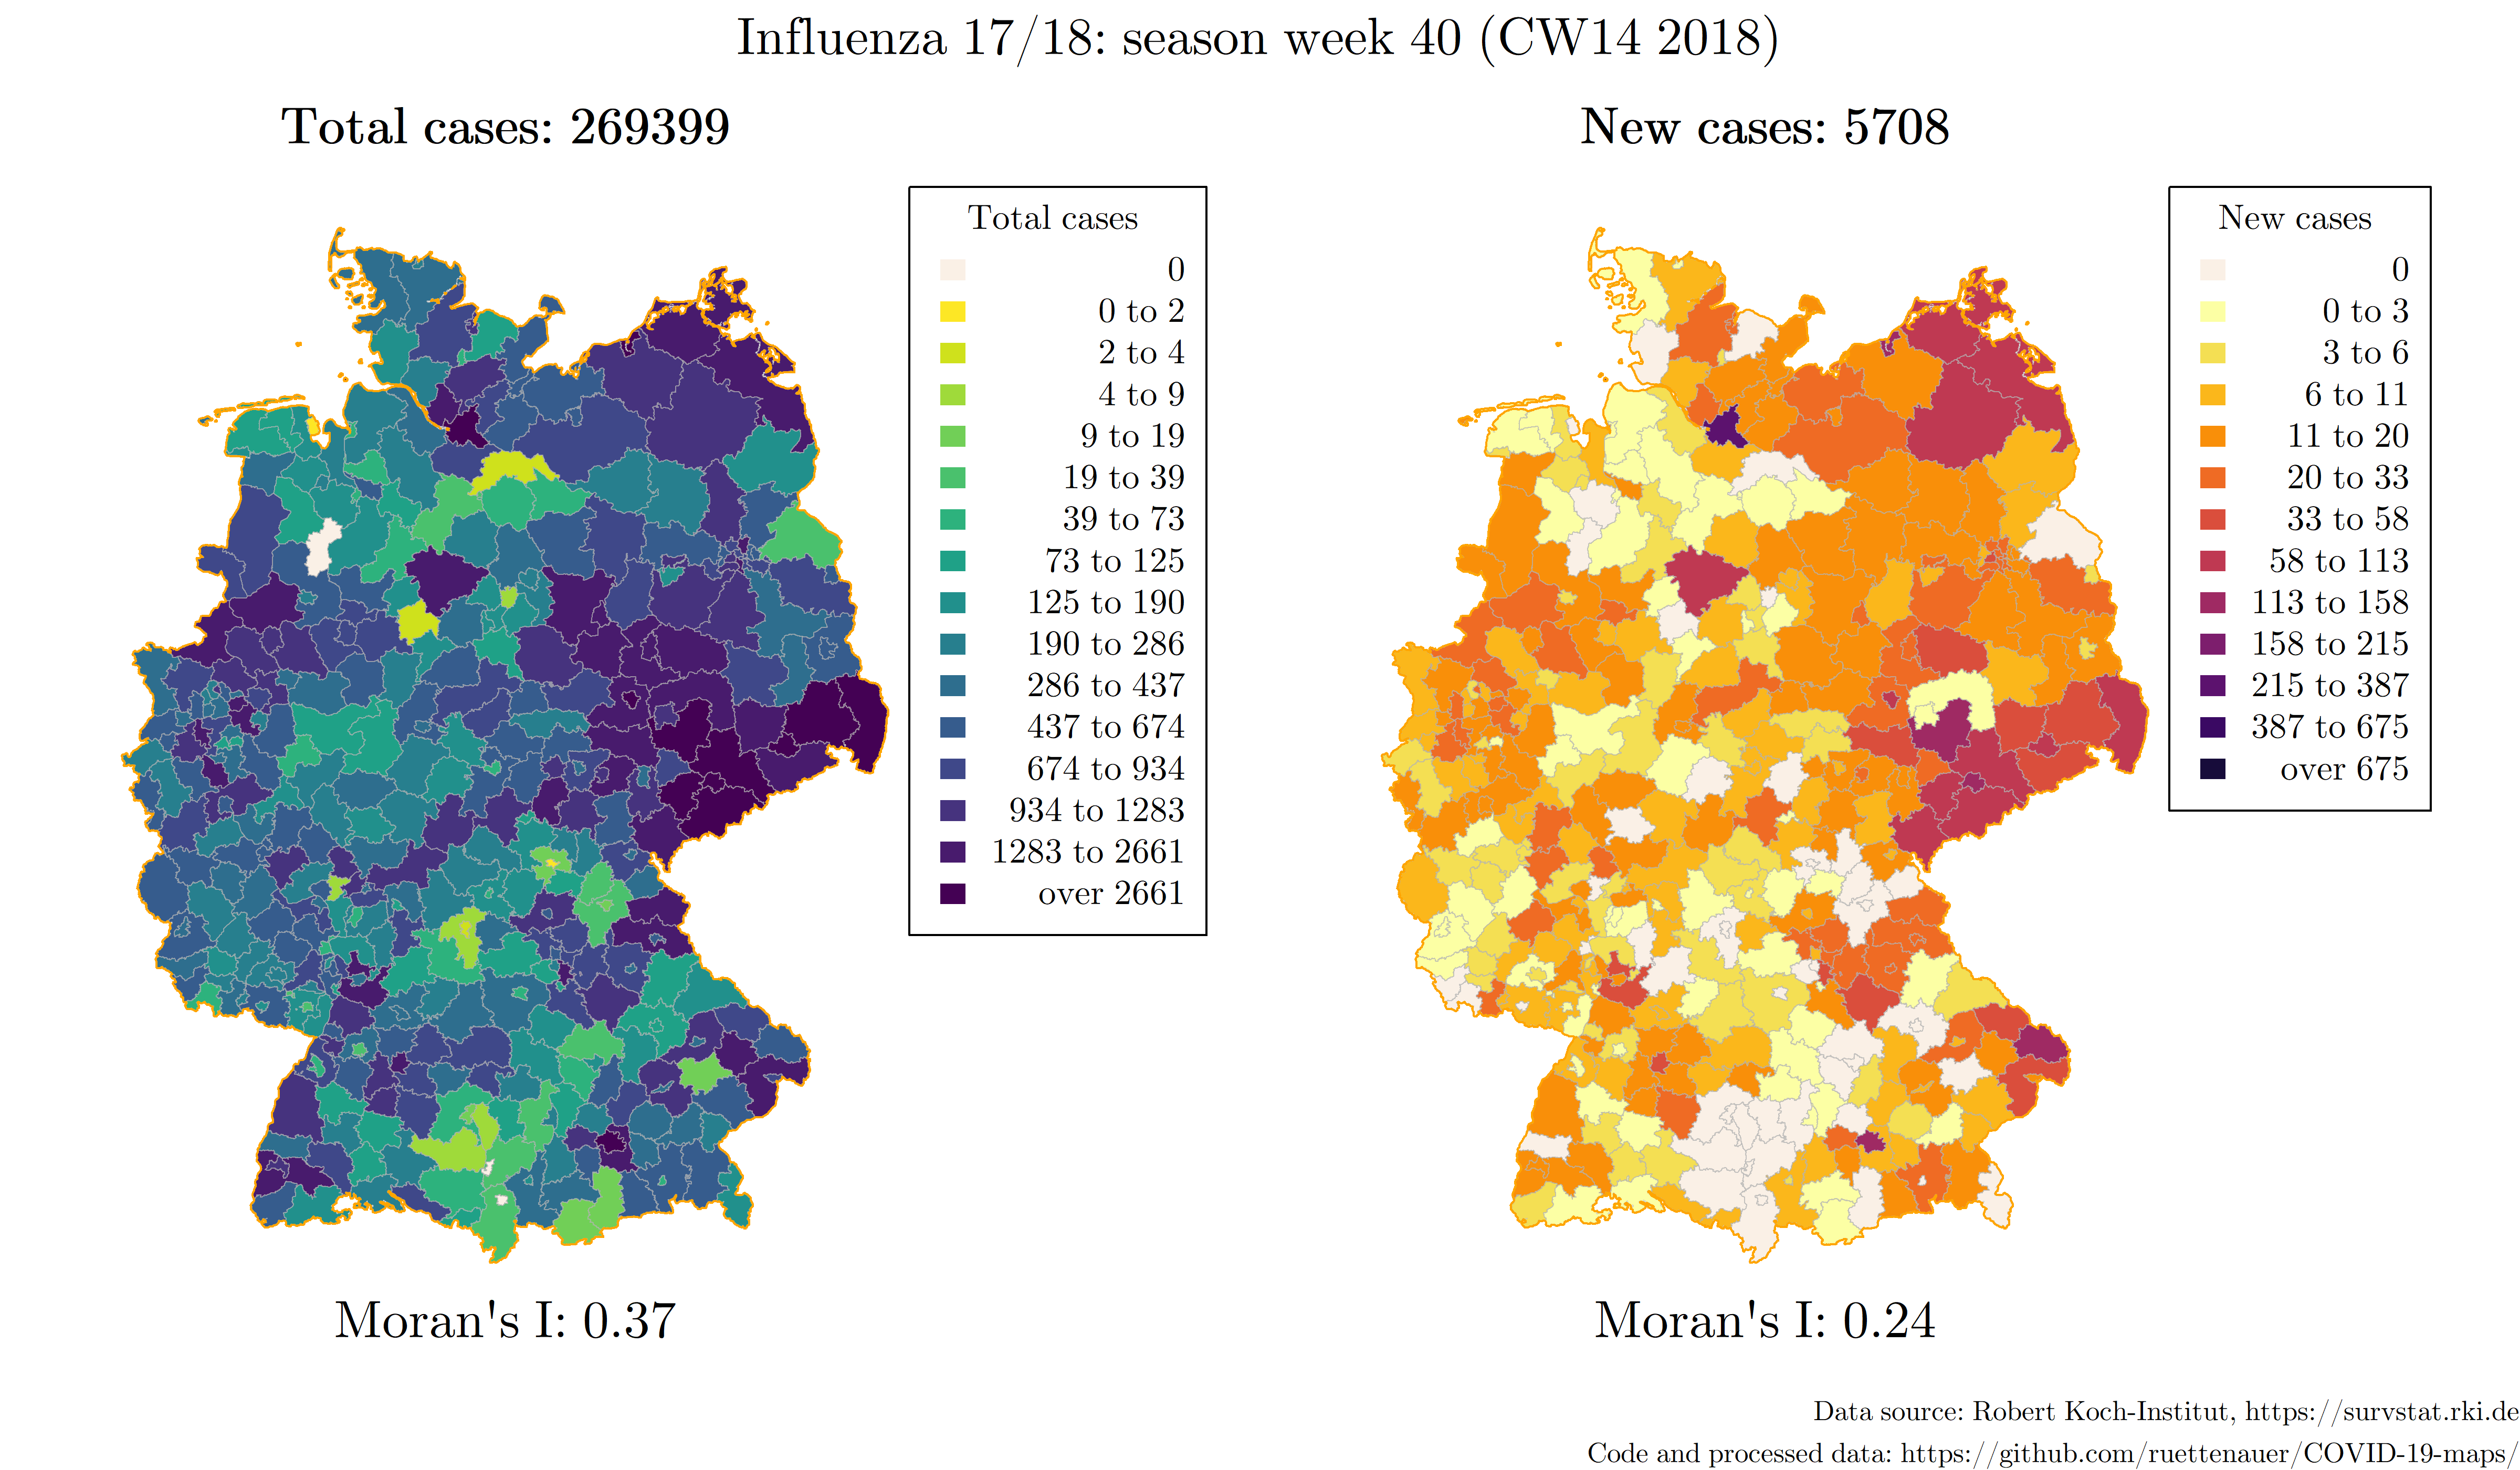 Influenza 17/18: season week 40 (CW14 2018)
Total cases: 269399
Total cases
0
0 to 2
2 to 4
4 to 9
9 to 19
19 to 39
39 to 73
73 to 125
125 to 190
190 to 286
286 to 437
437 to 674
674 to 934
934 to 1283
1283 to 2661
over 2661
Moran's I: 0.37
New cases: 5708
New cases
0
0 to 3
3 to 6
6 to 11
11 to 20
20 to 33
33 to 58
58 to 113
113 to 158
158 to 215
215 to 387
387 to 675
over 675
Moran's I: 0.24
Data source: Robert Koch-Institut, https://survstat.rki.de
Code and processed data: https://github.com/ruettenauer/COVID-19-maps/